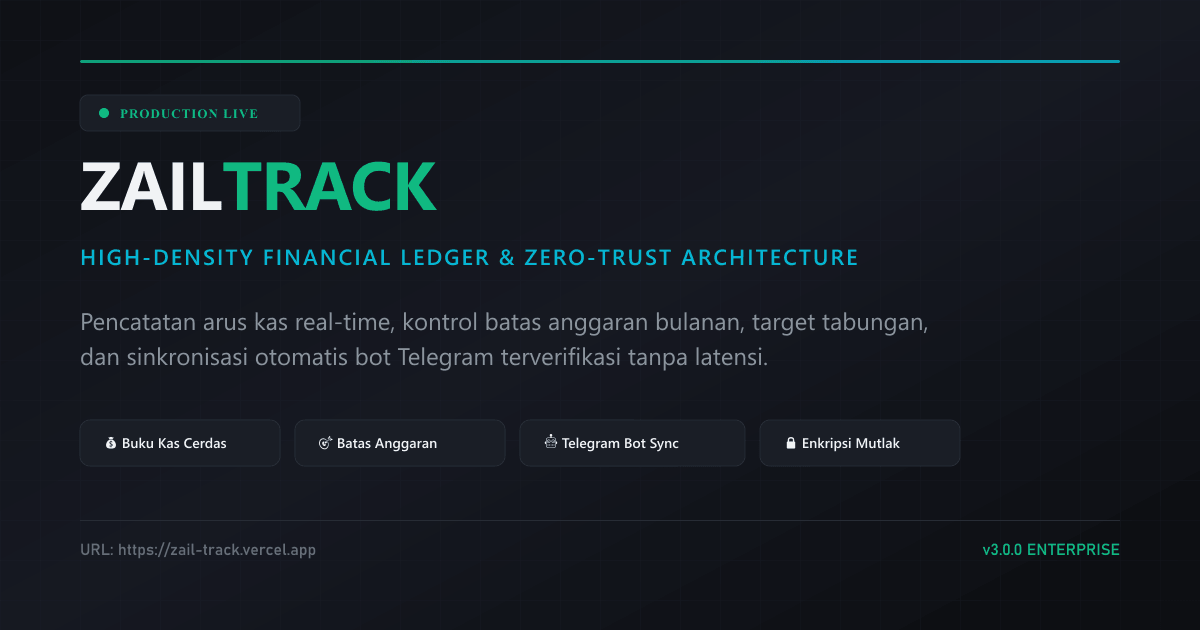 PRODUCTION LIVE
ZAILTRACK
HIGH-DENSITY FINANCIAL LEDGER & ZERO-TRUST ARCHITECTURE
Pencatatan arus kas real-time, kontrol batas anggaran bulanan, target tabungan,
dan sinkronisasi otomatis bot Telegram terverifikasi tanpa latensi.
Buku Kas Cerdas
Batas Anggaran
Telegram Bot Sync
Enkripsi Mutlak
URL: https://zail-track.vercel.app
v3.0.0 ENTERPRISE